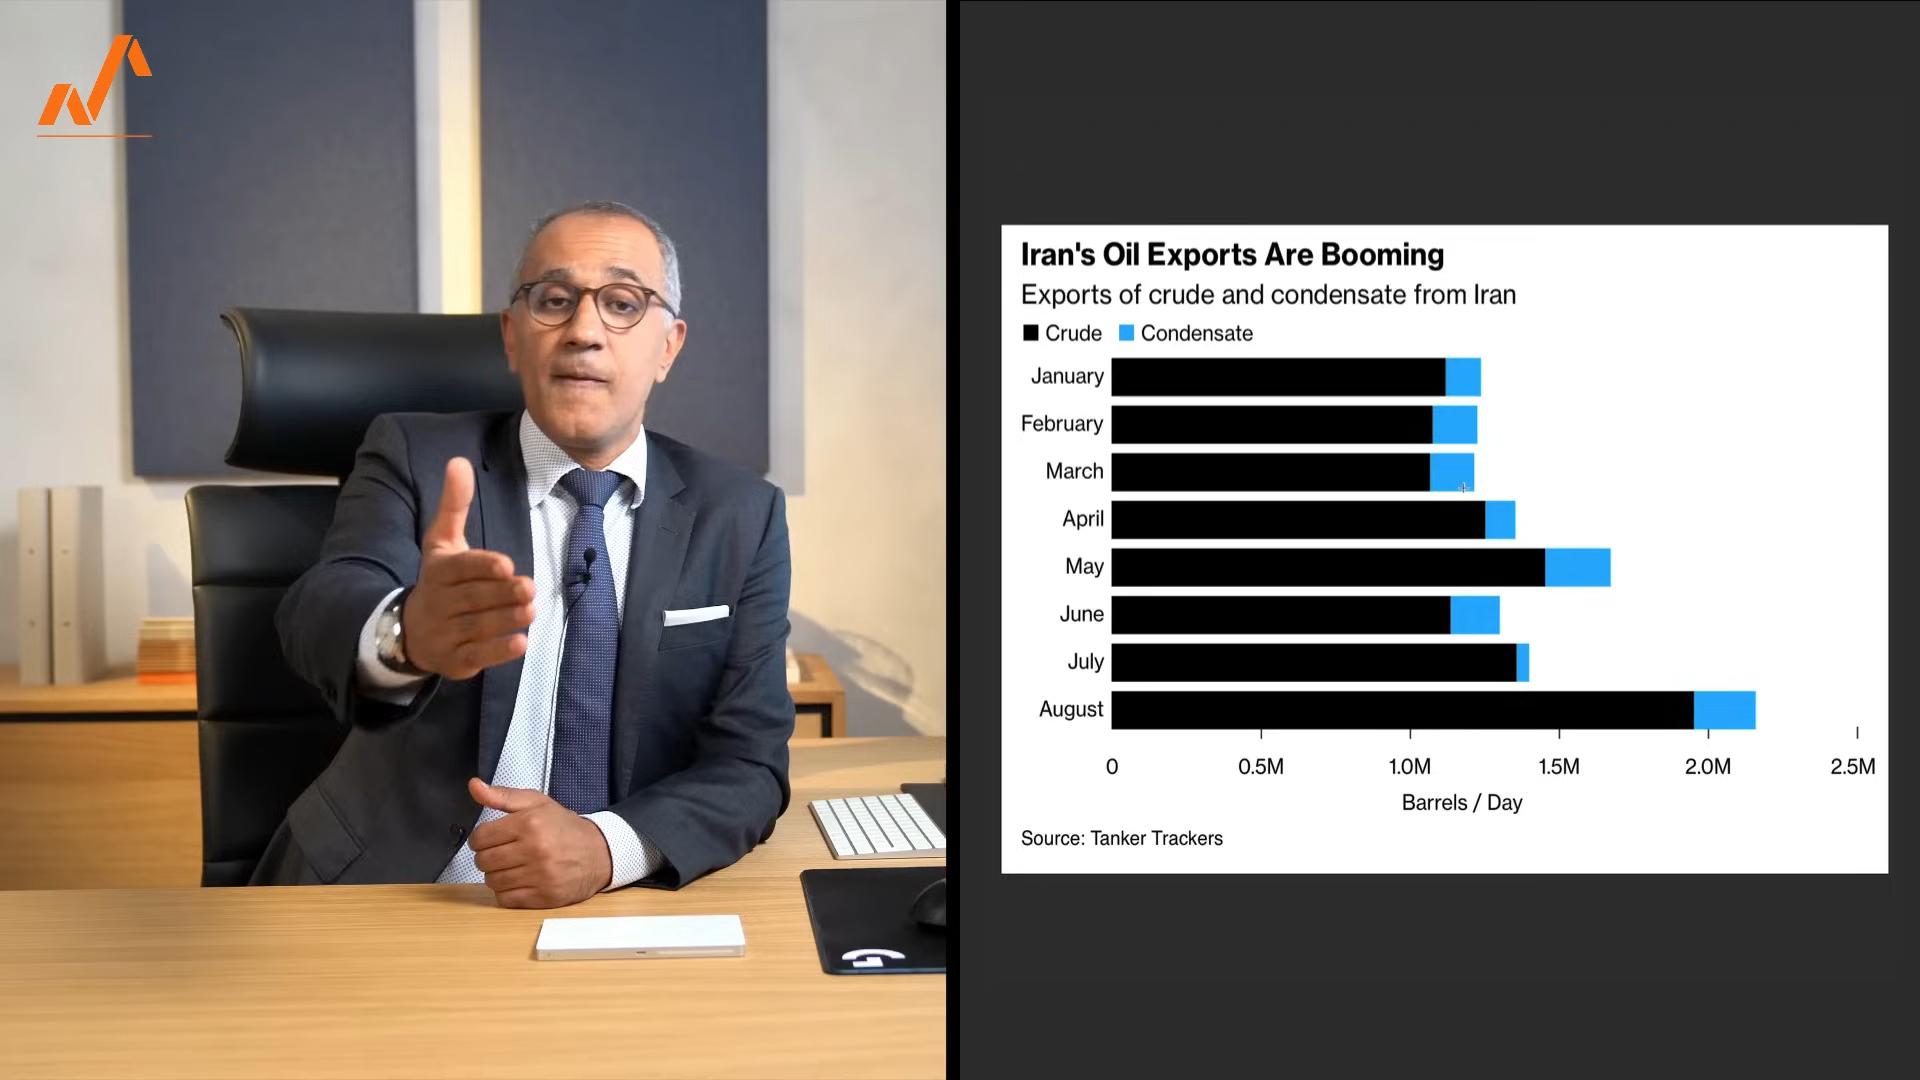 Iran's Oil Exports Are Booming
Exports of crude and condensate from Iran
Crude Condensate
January
February
March
April
May
June
July
August
0 0.5M 1.0M 1.5M 2.0M 2.5M
Barrels / Day
Source: Tanker Trackers